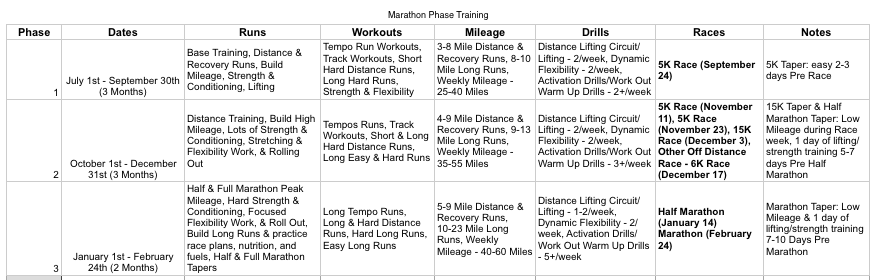 Marathon Phase Training
Phase Dates Runs Workouts Mileage Drills Races Notes
1
July 1st - September 30th
(3 Months)
Base Training, Distance &
Recovery Runs, Build
Mileage, Strength &
Conditioning, Lifting
Tempo Run Workouts,
Track Workouts, Short
Hard Distance Runs,
Long Hard Runs,
Strength & Flexibility
3-8 Mile Distance &
Recovery Runs, 8-10
Mile Long Runs,
Weekly Mileage -
25-40 Miles
Distance Lifting Circuit/
Lifting - 2/week, Dynamic
Flexibility - 2/week,
Activation Drills/Work Out
Warm Up Drills - 2+/week
5K Race (September
24)
5K Taper: easy 2-3
days Pre Race
2
October 1st - December
31st (3 Months)
Distance Training, Build High
Mileage, Lots of Strength &
Conditioning, Stretching &
Flexibility Work, & Rolling
Out
Tempos Runs, Track
Workouts, Short & Long
Hard Distance Runs,
Long Easy & Hard Runs
4-9 Mile Distance &
Recovery Runs, 9-13
Mile Long Runs,
Weekly Mileage -
35-55 Miles
Distance Lifting Circuit/
Lifting - 2/week, Dynamic
Flexibility - 2/week,
Activation Drills/Work Out
Warm Up Drills - 3+/week
5K Race (November
11), 5K Race
(November 23), 15K
Race (December 3),
Other Off Distance
Race - 6K Race
(December 17)
15K Taper & Half
Marathon Taper: Low
Mileage during Race
week, 1 day of lifting/
strength training 5-7
days Pre Half
Marathon
3
January 1st - February
24th (2 Months)
Half & Full Marathon Peak
Mileage, Hard Strength &
Conditioning, Focused
Flexibility Work, & Roll Out,
Build Long Runs & practice
race plans, nutrition, and
fuels, Half & Full Marathon
Tapers
Long Tempo Runs,
Long & Hard Distance
Runs, Hard Long Runs,
Easy Long Runs
5-9 Mile Distance &
Recovery Runs,
10-23 Mile Long
Runs, Weekly
Mileage - 40-60 Miles
Distance Lifting Circuit/
Lifting - 1-2/week,
Dynamic Flexibility - 2/
week, Activation Drills/
Work Out Warm Up Drills
- 5+/week
Half Marathon
(January 14)
Marathon (February
24)
Marathon Taper: Low
Mileage & 1 day of
lifting/strength training
7-10 Days Pre
Marathon